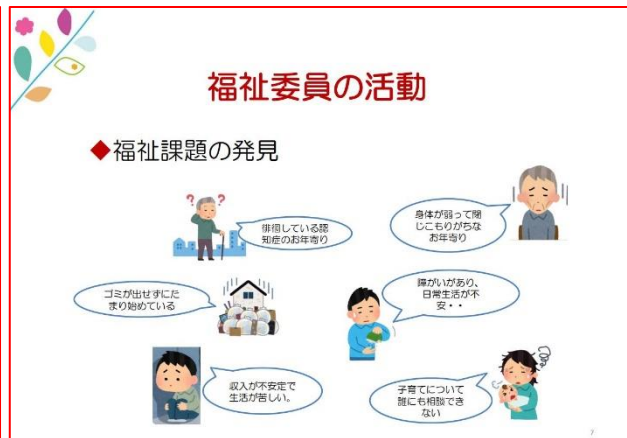 福祉委員の活動
◆福祉課題の発見
? ?
徘徊している認
知症のお年寄り
身体が弱って閉
じこもりがちな
お年寄り
ゴミが出せずにた
まり始めている
障がいがあり、
日常生活が不
安・・
収入が不安定で
生活が苦しい。
子育てについて
誰にも相談でき
ない
7